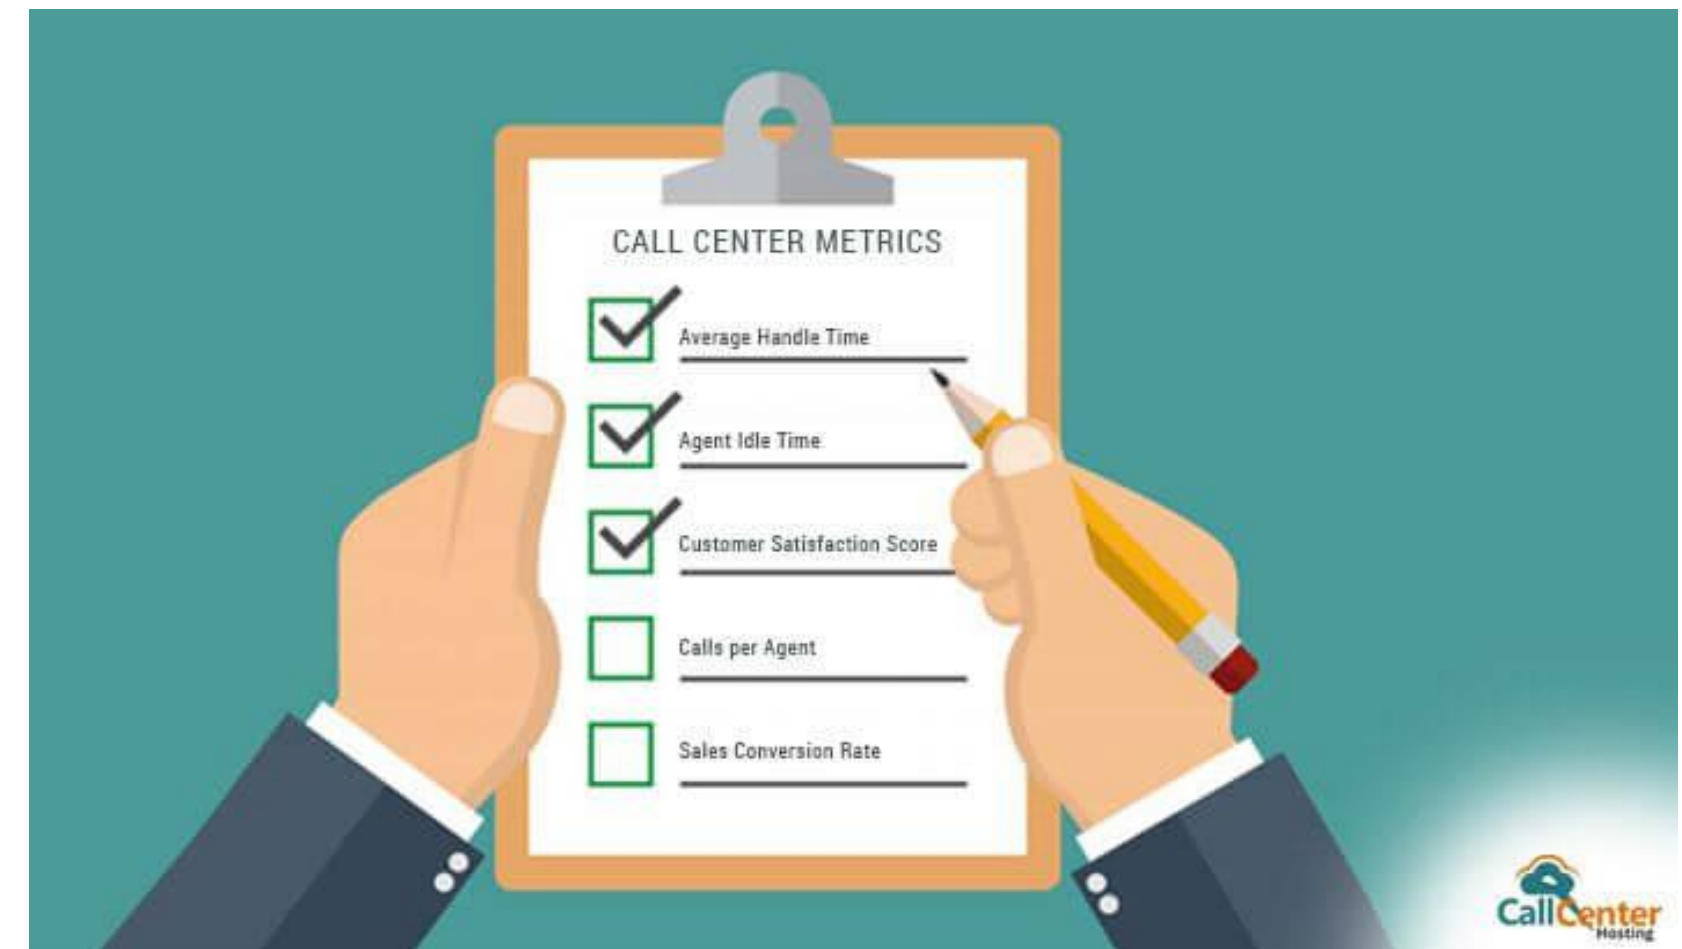 CALL CENTER METRICS
Average Handle Time
Agent Idle Time
Customer Satisfaction Score
Calls per Agent
Sales Conversion Rate
CallCenter
Hosting